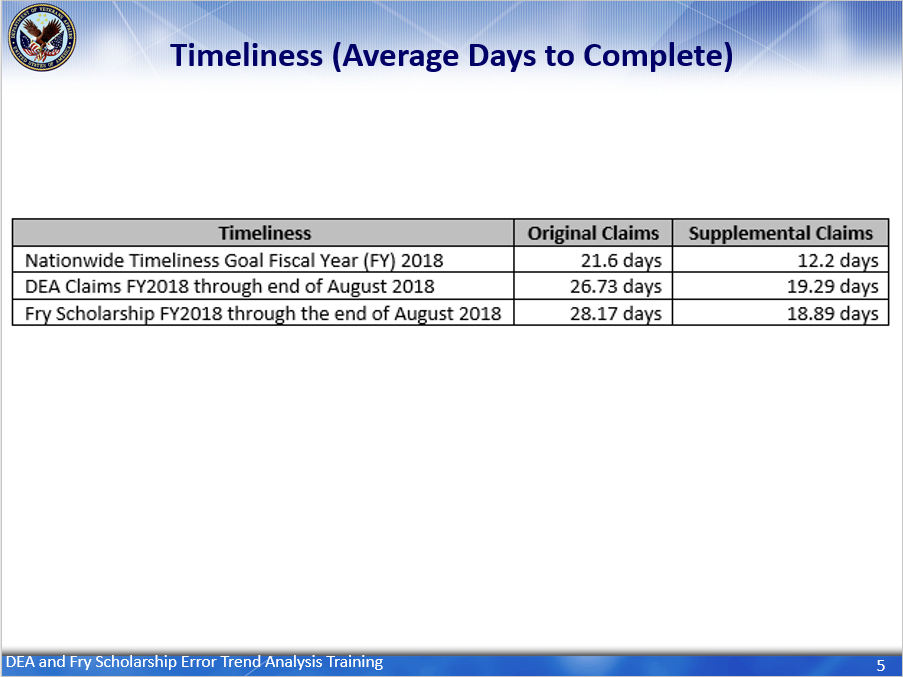 Timeliness (Average Days to Complete)
Timeliness Original Claims Supplemental Claims
Nationwide Timeliness Goal Fiscal Year (FY) 2018 21.6 days 12.2 days
DEA Claims FY2018 through end of August 2018 26.73 days 19.29 days
Fry Scholarship FY2018 through the end of August 2018 28.17 days 18.89 days
DEA and Fry Scholarship Error Trend Analysis Training 5